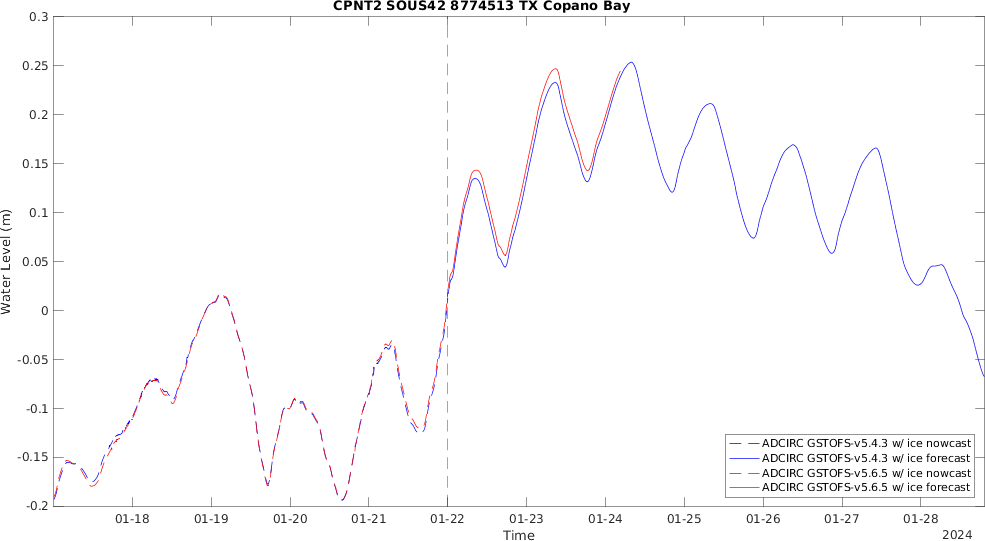 CPNT2 SOUS42 8774513 TX Copano Bay
0.3
0.25
0.2
0.15
0.1
0.05
0
-0.05
-0.1
-0.15
-0.2
Water Level (m)
ADCIRC GSTOFS-v5.4.3 w/ ice nowcast
ADCIRC GSTOFS-v5.4.3 w/ ice forecast
ADCIRC GSTOFS-v5.6.5 w/ ice nowcast
ADCIRC GSTOFS-v5.6.5 w/ ice forecast
01-18 01-19 01-20 01-21 01-22 01-23 01-24 01-25 01-26 01-27 01-28
Time
2024